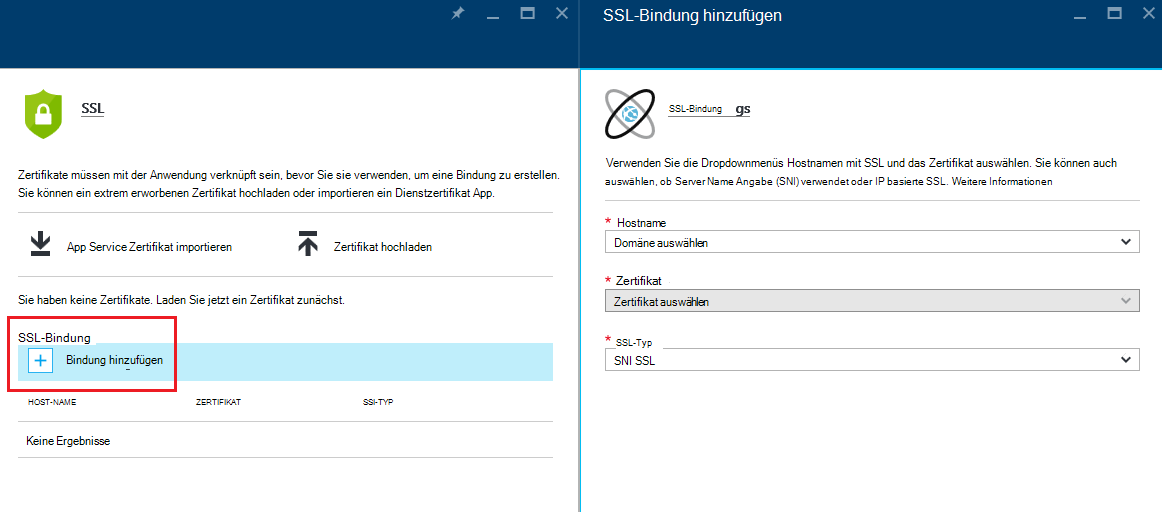 SSL
Zertifikate müssen mit der Anwendung verknüpft sein, bevor Sie sie verwenden, um eine Bindung zu erstellen.
Sie können ein extrem erworbenen Zertifikat hochladen oder importieren ein Dienstzertifikat App.
App Service Zertifikat importieren
Zertifikat hochladen
Sie haben keine Zertifikate. Laden Sie jetzt ein Zertifikat zunächst.
SSL-Bindung
Bindung hinzufügen
HOST-NAME ZERTIFIKAT SSI-TYP
Keine Ergebnisse
SSL-Bindung hinzufügen
SSL-Bindung gs
Verwenden Sie die Dropdownmenüs Hostnamen mit SSL und das Zertifikat auswählen. Sie können auch
auswählen, ob Server Name Angabe (SNI) verwendet oder IP basierte SSL. Weitere Informationen
* Hostname
Domäne auswählen
* Zertifikat
Zertifikat auswählen
* SSL-Typ
SNI SSL